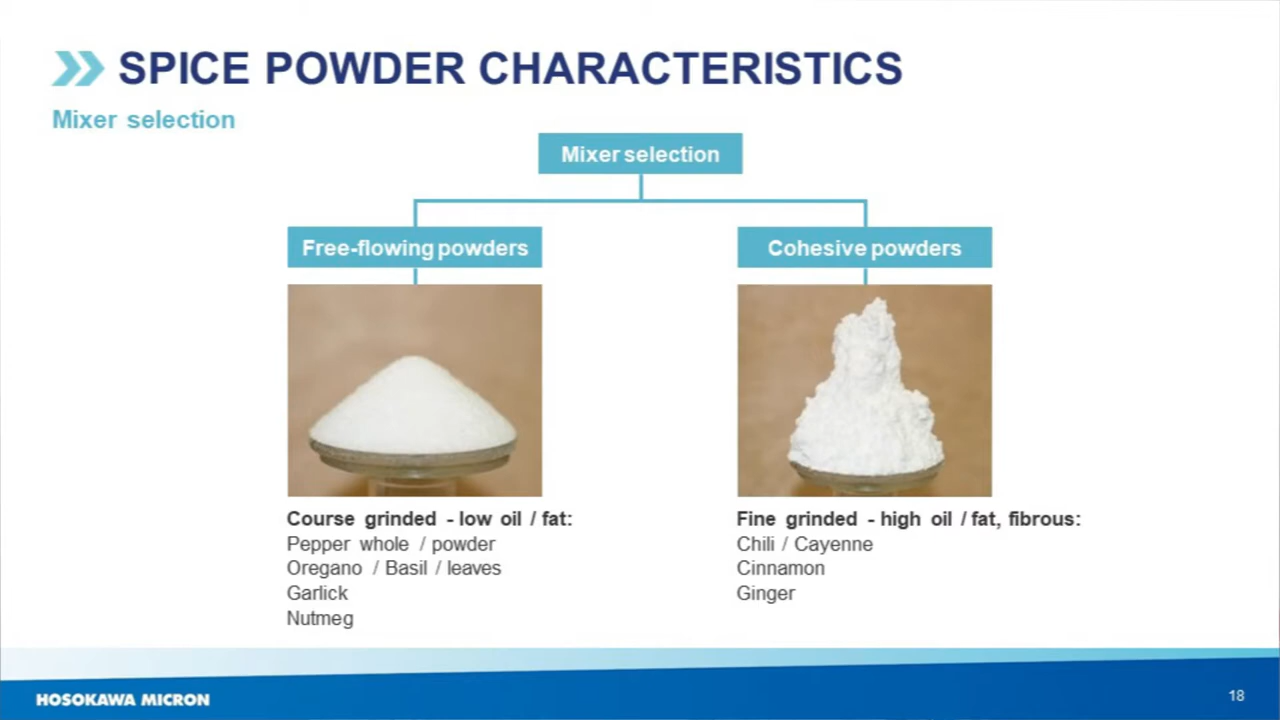 SPICE POWDER CHARACTERISTICS
Mixer selection
Mixer selection
Free-flowing powders
Cohesive powders
Course grinded - low oil / fat:
Pepper whole / powder
Oregano / Basil / leaves
Garlick
Nutmeg
Fine grinded - high oil / fat, fibrous:
Chili / Cayenne
Cinnamon
Ginger
HOSOKAWA MICRON
18